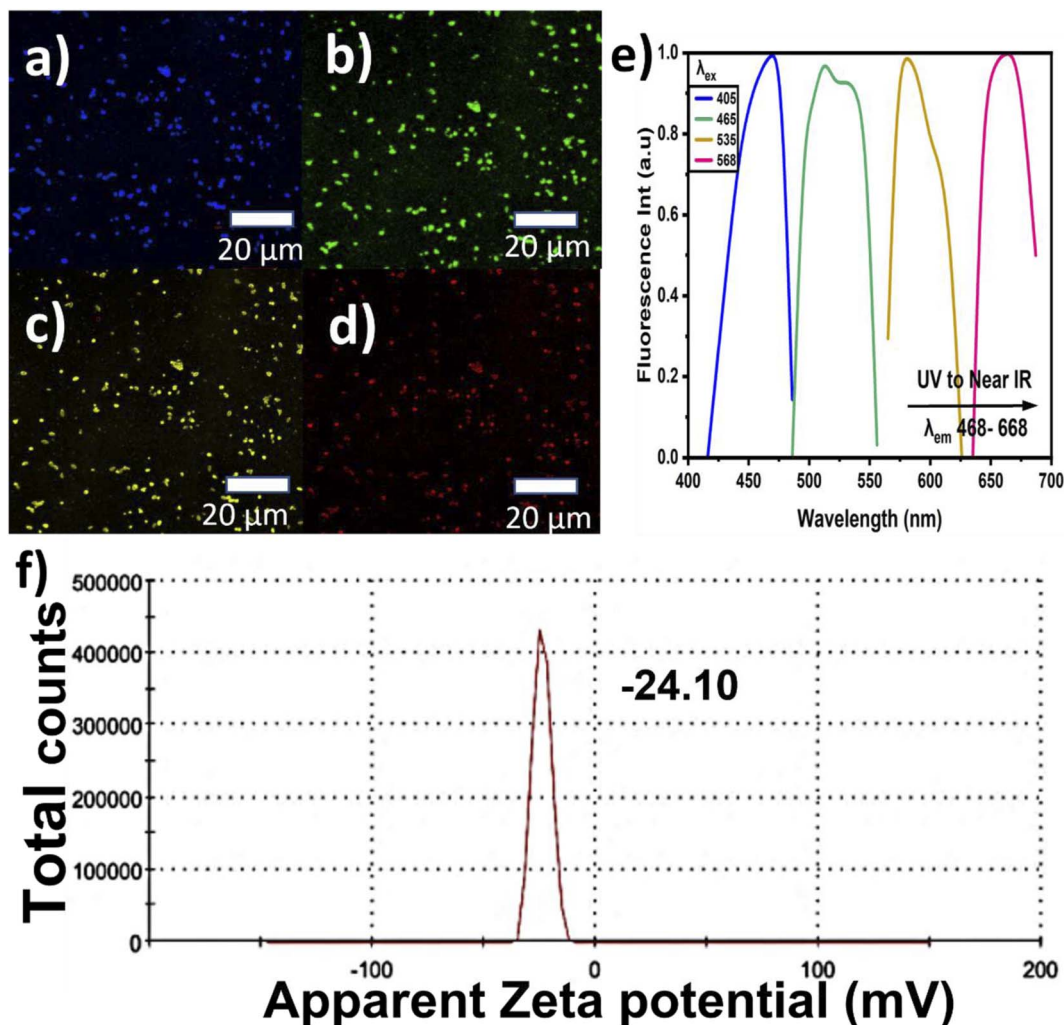 a)
b)
20 µm
20 µm
c)
d)
20 µm
20 µm
e)
λex
405
465
535
568
Fluorescence Int (a.u)
1.0
0.8
0.6
0.4
0.2
0.0
UV to Near IR
λem 468- 668
400 450 500 550 600 650 700
Wavelength (nm)
f)
Total counts
500000
400000
300000
200000
100000
0
-24.10
-100 0 100 200
Apparent Zeta potential (mV)